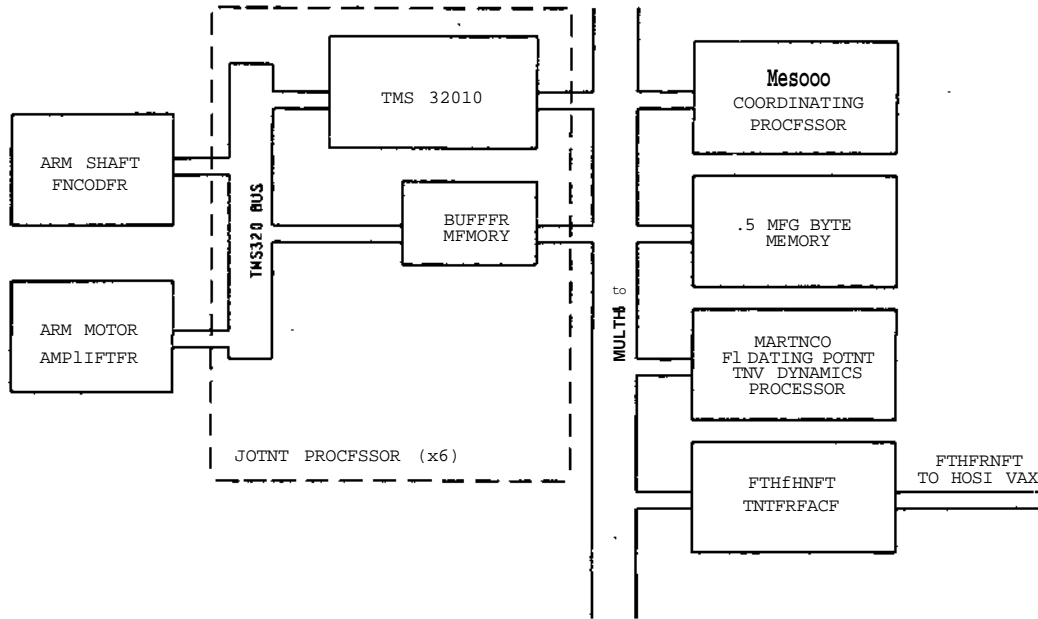 Mesooo
COORDINATING
PROCFSSOR
TMS 32010
ARM SHAFT
FNCODFR
TMS320 BUS
BUFFFR
MFMORY
.5 MFG BYTE
MEMORY
ARM MOTOR
AMPlIFTFR
to
MARTNCO
Fl DATING POTNT
TNV DYNAMICS
PROCESSOR
JOTNT PROCFSSOR (x6)
FTHfHNFT
TNTFRFACF
FTHFRNFT
TO HOSI VAX